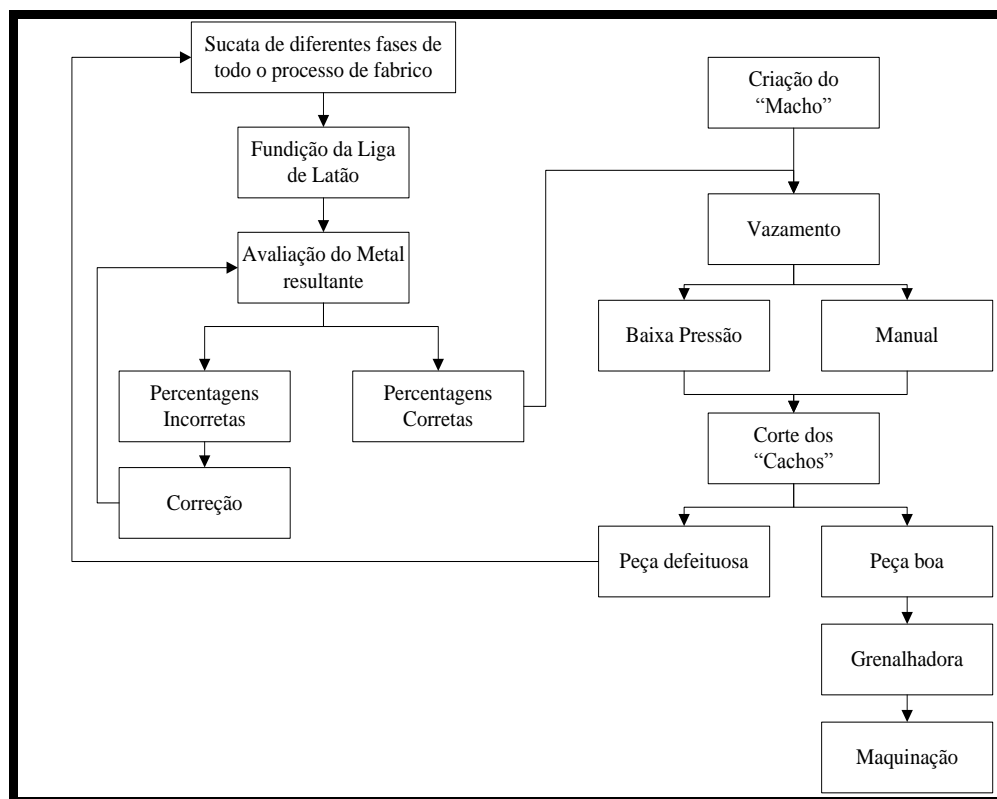 Sucata de diferentes fases de
todo o processo de fabrico
Fundição da Liga
de Latão
Avaliação do Metal
resultante
Percentagens
Incorretas
Percentagens
Corretas
Correção
Criação do
“Macho”
Vazamento
Baixa Pressão
Manual
Corte dos
“Cachos”
Peça defeituosa
Peça boa
Grenalhadora
Maquinação